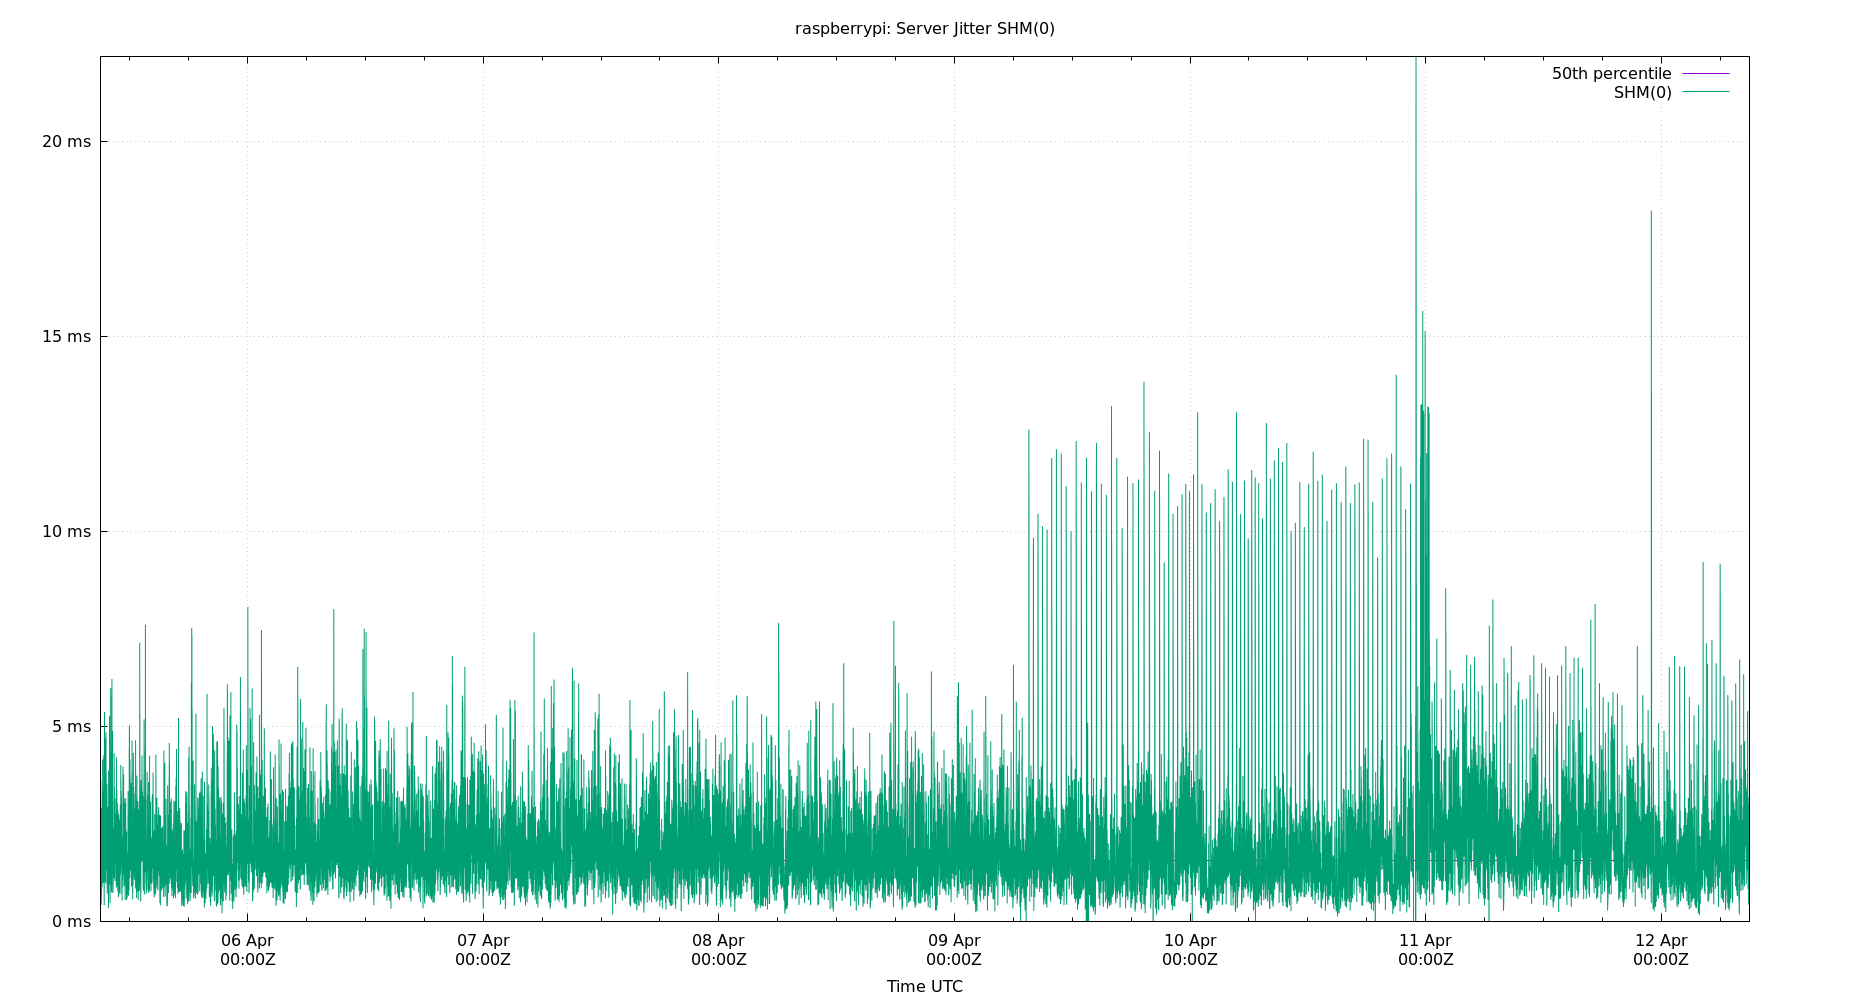 raspberrypi: Server Jitter SHM(0)
50th percentile
SHM(0)
20 ms
15 ms
10 ms
5 ms
0 ms
06 Apr 07 Apr 08 Apr 09 Apr 10 Apr 11 Apr 12 Apr
00:00Z 00:00Z 00:00Z 00:00Z 00:00Z 00:00Z 00:00Z
Time UTC